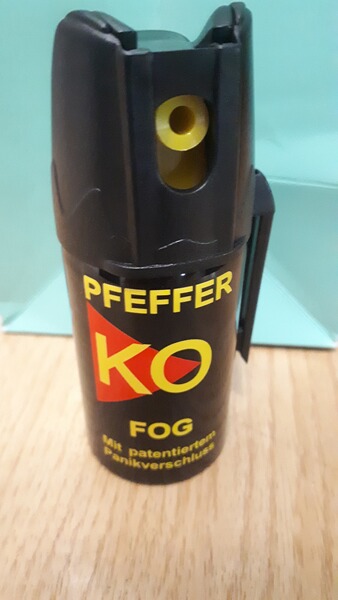 PFEFFER
KO
FOG
Mit patentiertem
Panikverschluss